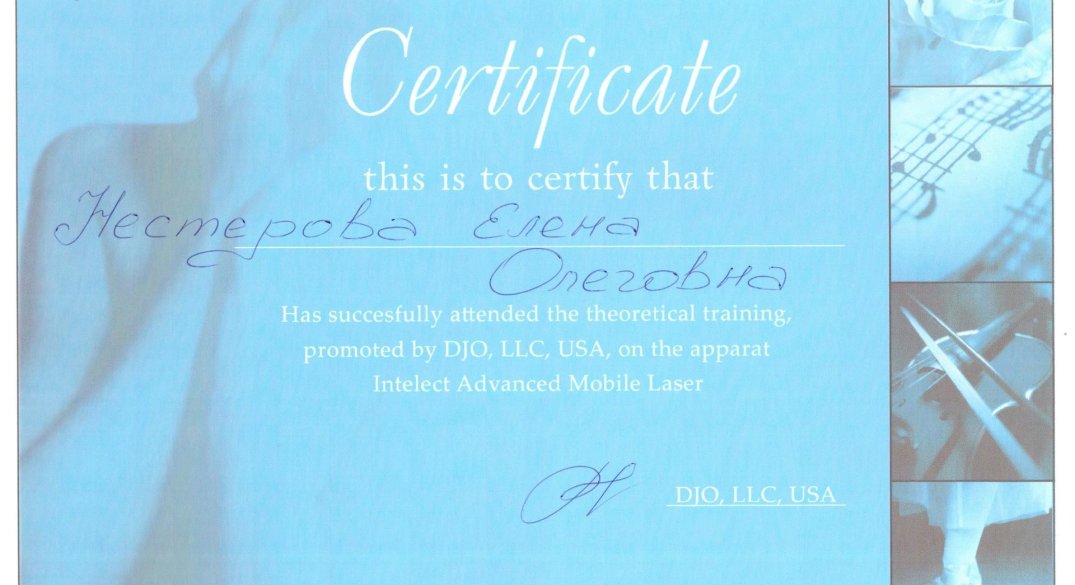 Certificate
this is to certify that
Нестерова Елена
Олеговна
Has succesfully attended the theoretical training,
promoted by DJO, LLC, USA, on the apparat
Intelect Advanced Mobile Laser
DJO, LLC, USA